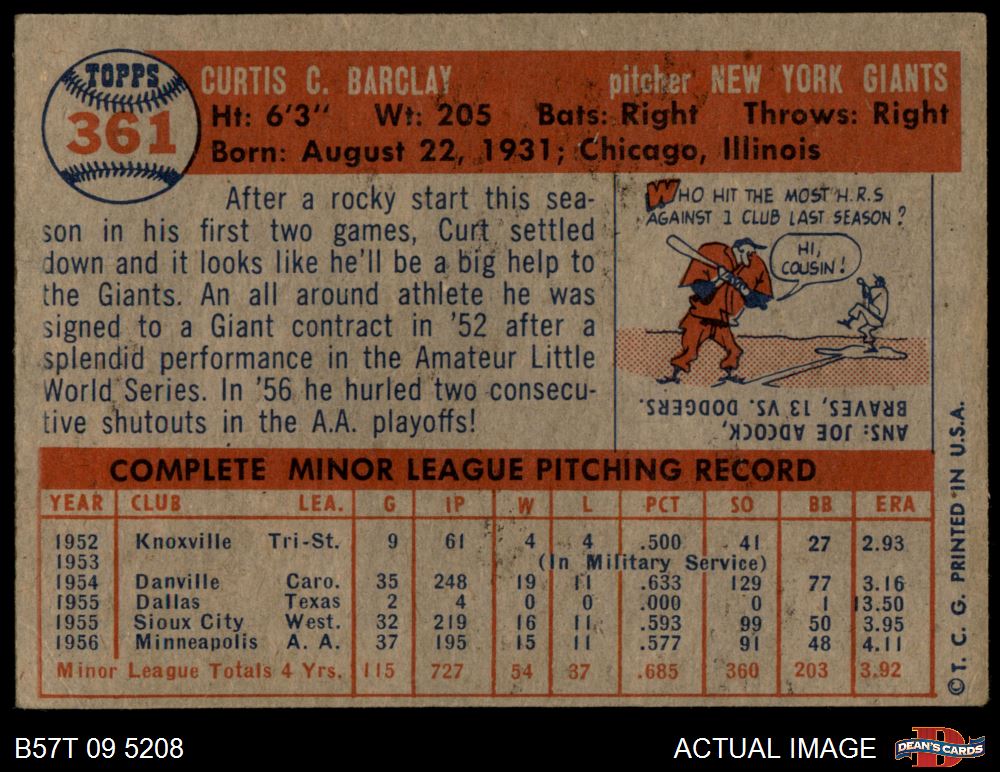 TOPPS
361
CURTIS C. BARCLAY pitcher NEW YORK GIANTS
Ht: 6'3" Wt: 205 Bats: Right Throws: Right
Born: August 22, 1931; Chicago, Illinois
After a rocky start this sea-
son in his first two games, Curt settled
down and it looks like he'll be a big help to
the Giants. An all around athlete he was
signed to a Giant contract in '52 after a
splendid performance in the Amateur Little
World Series. In '56 he hurled two consecu-
tive shutouts in the A.A. playoffs!
WHO HIT THE MOST H.R.S
AGAINST 1 CLUB LAST SEASON?
HI,
COUSIN!
ANS: JOE ADCOCK,
BRAVES, 13 VS. DODGERS.
COMPLETE MINOR LEAGUE PITCHING RECORD
YEAR CLUB LEA. G IP W L PCT SO BB ERA
1952 Knoxville Tri-St. 9 61 4 4 .500 41 27 2.93
1953 (In Military Service)
1954 Danville Caro. 35 248 19 11 .633 129 77 3.16
1955 Dallas Texas 2 4 0 0 .000 0 1 13.50
1955 Sioux City West. 32 219 16 11 .593 99 50 3.95
1956 Minneapolis A. A. 37 195 15 11 .577 91 48 4.11
Minor League Totals 4 Yrs. 115 727 54 37 .685 360 203 3.92
© T. C. G. PRINTED IN U.S.A.
B57T 09 5208
ACTUAL IMAGE
DEAN'S CARDS